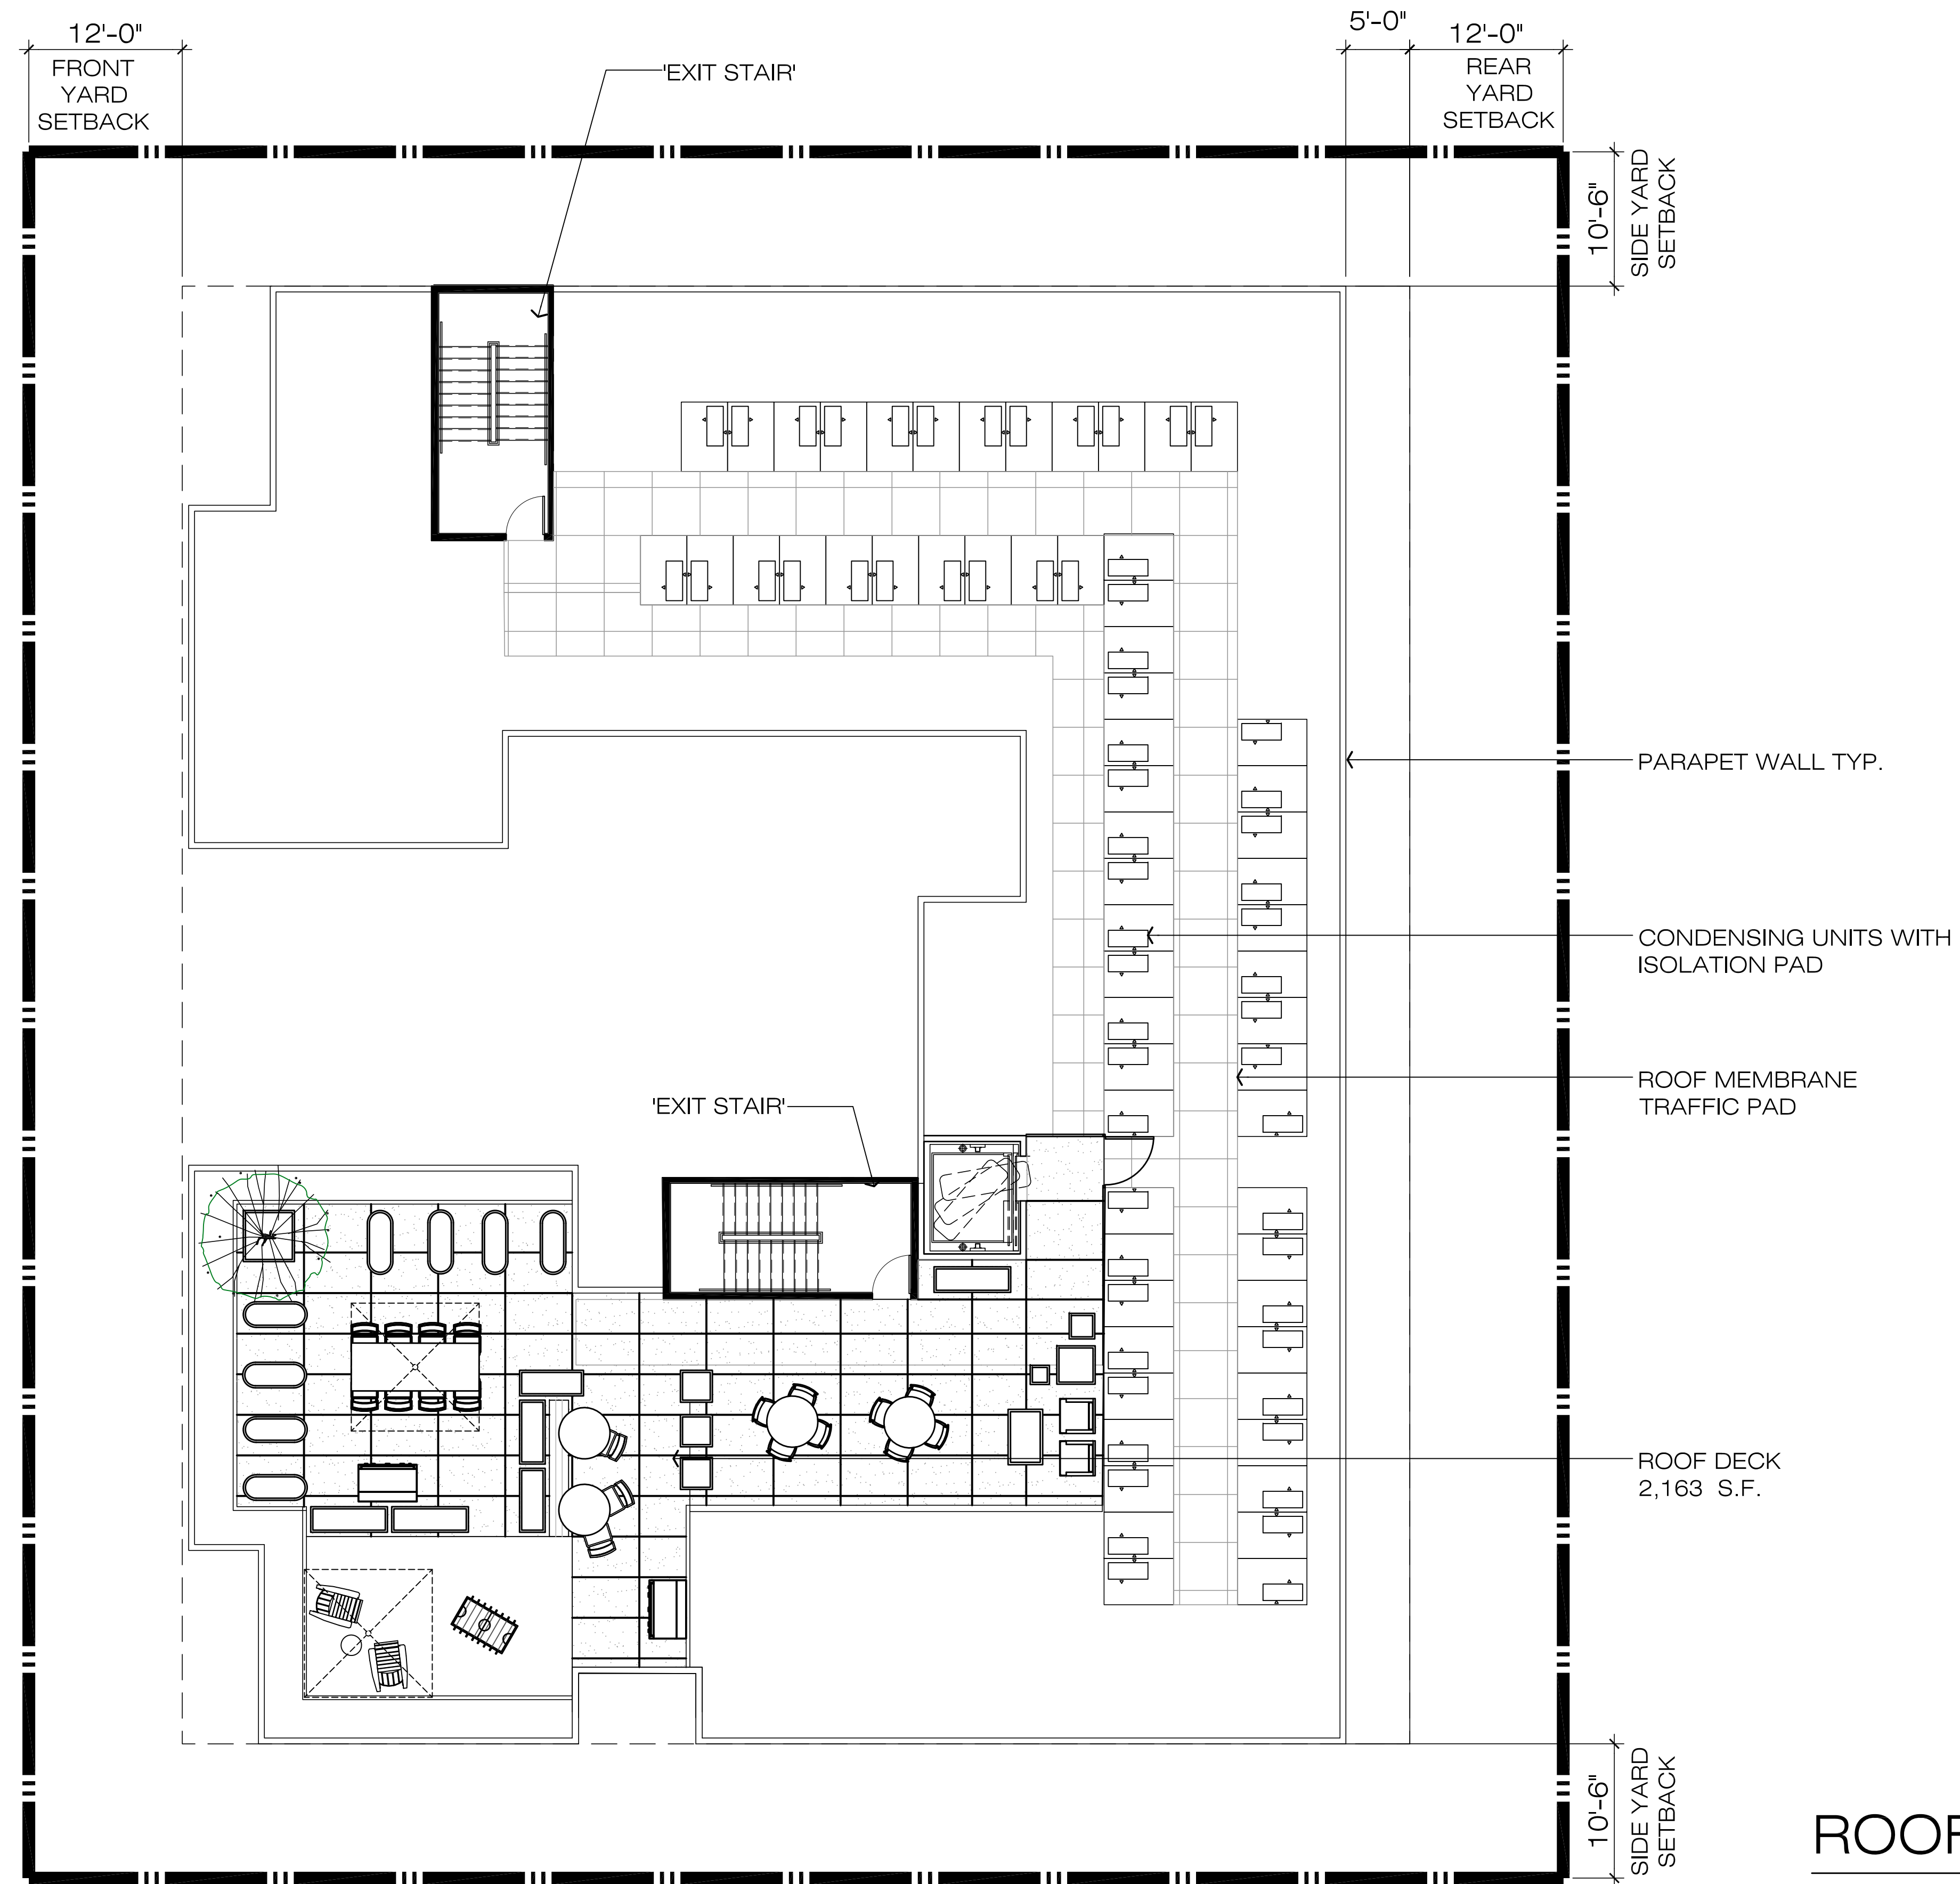 12'-0"
FRONT
YARD
SETBACK
'EXIT STAIR'
5'-0"
12'-0"
REAR
YARD
SETBACK
10'-6"
SIDE YARD
SETBACK
PARAPET WALL TYP.
CONDENSING UNITS WITH
ISOLATION PAD
ROOF MEMBRANE
TRAFFIC PAD
'EXIT STAIR'
ROOF DECK
2,163 S.F.
10'-6"
SIDE YARD
SETBACK
ROOF